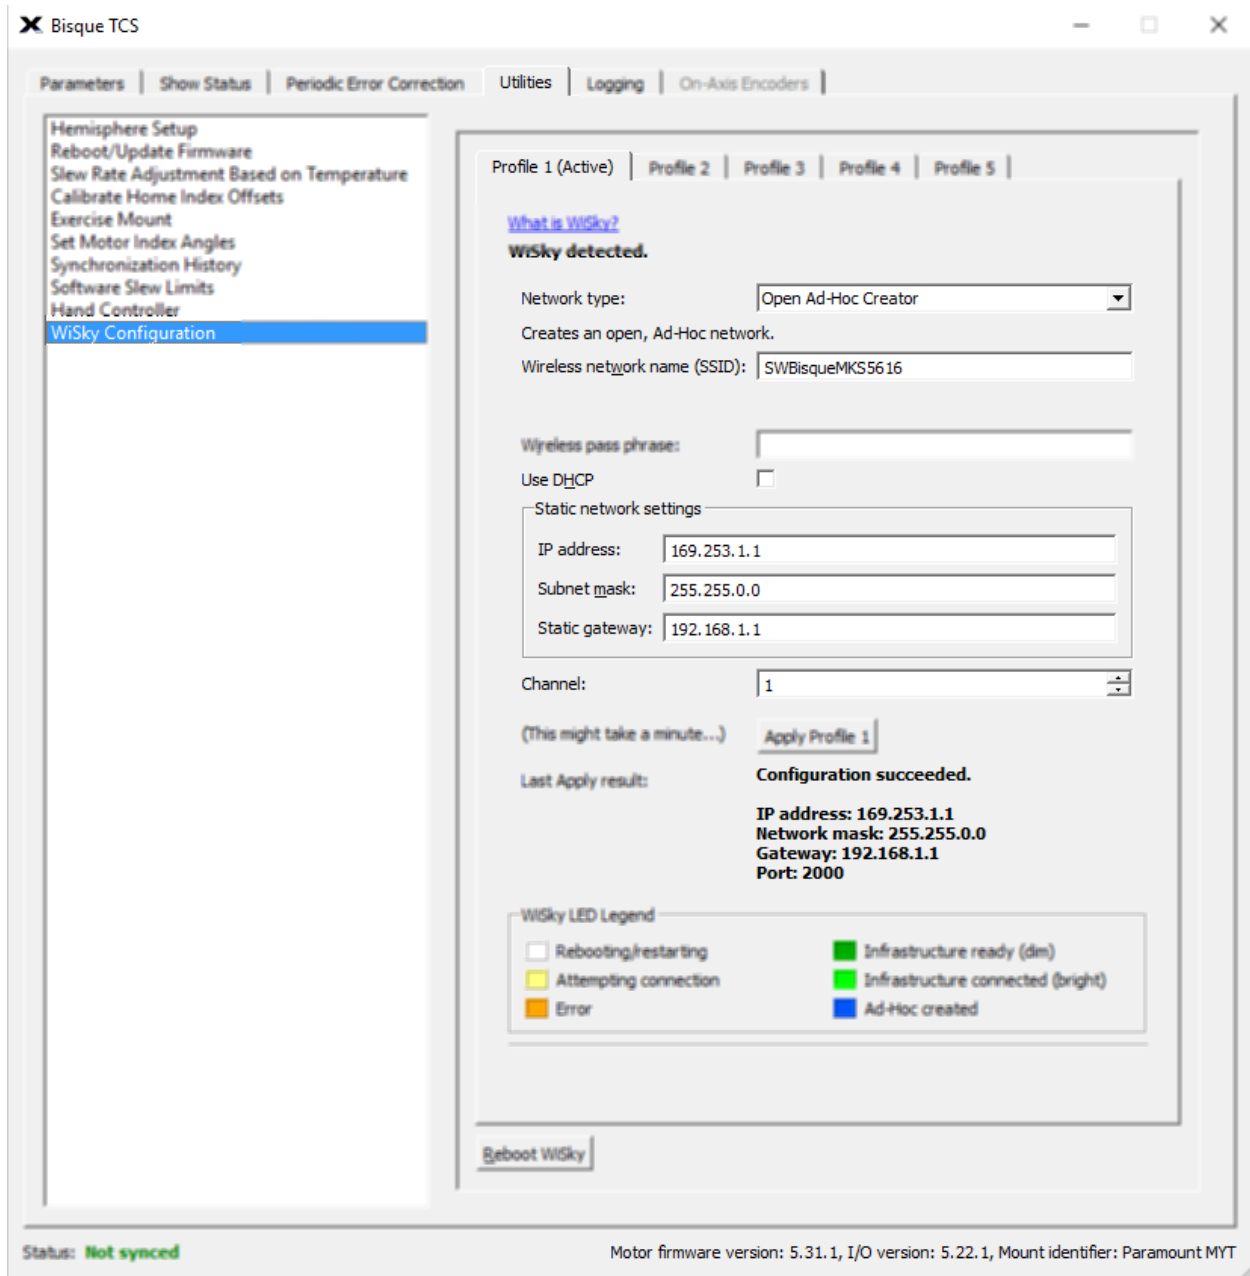 Bisque TCS
Parameters Show Status Periodic Error Correction Utilities Logging On-Axis Encoders
Hemisphere Setup
Reboot/Update Firmware
Slew Rate Adjustment Based on Temperature
Calibrate Home Index Offsets
Exercise Mount
Set Motor Index Angles
Synchronization History
Software Slew Limits
Hand Controller
WiSky Configuration
Profile 1 (Active) Profile 2 Profile 3 Profile 4 Profile 5
What is WiSky?
WiSky detected.
Network type: Open Ad-Hoc Creator
Creates an open, Ad-Hoc network.
Wireless network name (SSID): SWBisqueMKS5616
Wireless pass phrase:
Use DHCP
Static network settings
IP address: 169.253.1.1
Subnet mask: 255.255.0.0
Static gateway: 192.168.1.1
Channel: 1
(This might take a minute...) Apply Profile 1
Last Apply result: Configuration succeeded.
IP address: 169.253.1.1
Network mask: 255.255.0.0
Gateway: 192.168.1.1
Port: 2000
WiSky LED Legend
Rebooting/restarting Infrastructure ready (dim)
Attempting connection Infrastructure connected (bright)
Error Ad-Hoc created
Reboot WiSky
Status: Not synced Motor firmware version: 5.31.1, I/O version: 5.22.1, Mount identifier: Paramount MYT